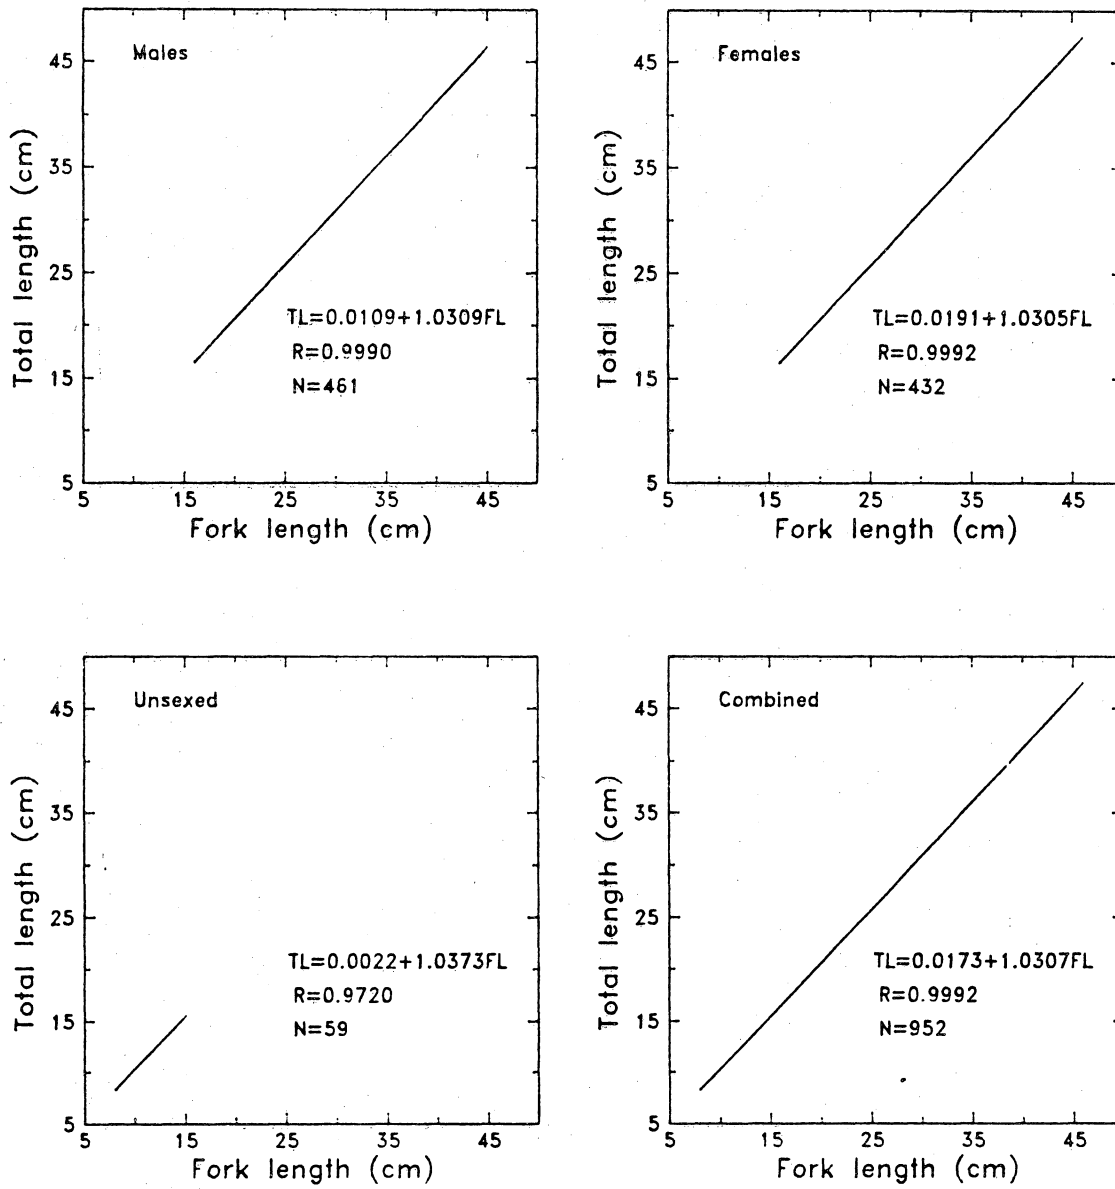 Males
45
35
25
15
5
Total length (cm)
TL=0.0109+1.0309FL
R=0.9990
N=461
5 15 25 35 45
Fork length (cm)
Females
45
35
25
15
5
Total length (cm)
TL=0.0191+1.0305FL
R=0.9992
N=432
5 15 25 35 45
Fork length (cm)
Unsexed
45
35
25
15
5
Total length (cm)
TL=0.0022+1.0373FL
R=0.9720
N=59
5 15 25 35 45
Fork length (cm)
Combined
45
35
25
15
5
Total length (cm)
TL=0.0173+1.0307FL
R=0.9992
N=952
5 15 25 35 45
Fork length (cm)